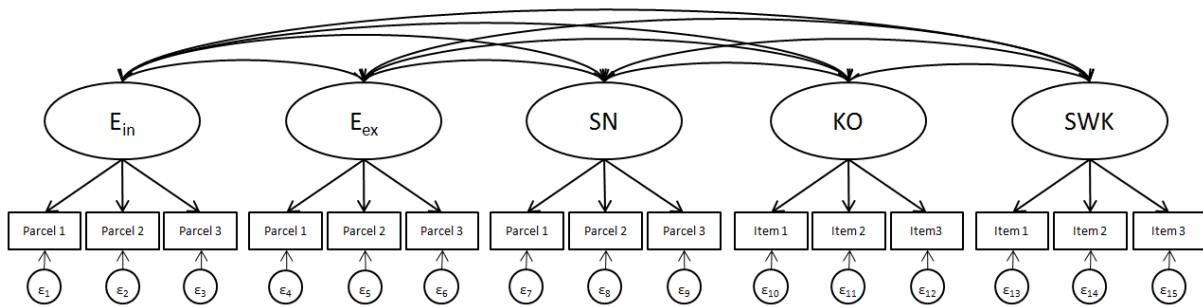 E_in E_ex SN KO SWK
Parcel 1 Parcel 2 Parcel 3 Parcel 1 Parcel 2 Parcel 3 Parcel 1 Parcel 2 Parcel 3 Item 1 Item 2 Item3 Item 1 Item 2 Item 3
ε₁ ε₂ ε₃ ε₄ ε₅ ε₆ ε₇ ε₈ ε₉ ε₁₀ ε₁₁ ε₁₂ ε₁₃ ε₁₄ ε₁₅